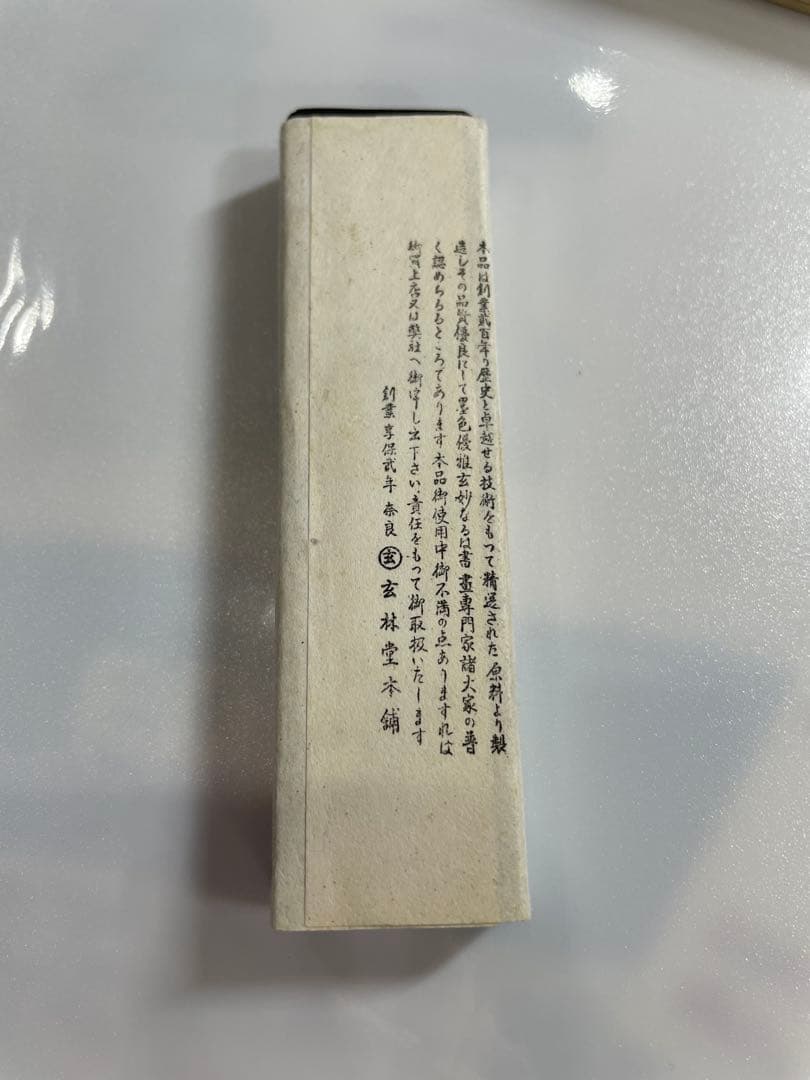 本品は創業貮百年の歴史と卓越せる技術をもつて精選された原料より製
造しその品質優良にして墨色優雅玄妙なるは書畫専門家諸大家の普
く認めらるるところであります本品御使用中御不満の点ありますれは
御買上店又は弊社へ御申し出下さい責任をもつて御取扱いたします
創業享保貮年 奈良 玄 玄林堂本舗